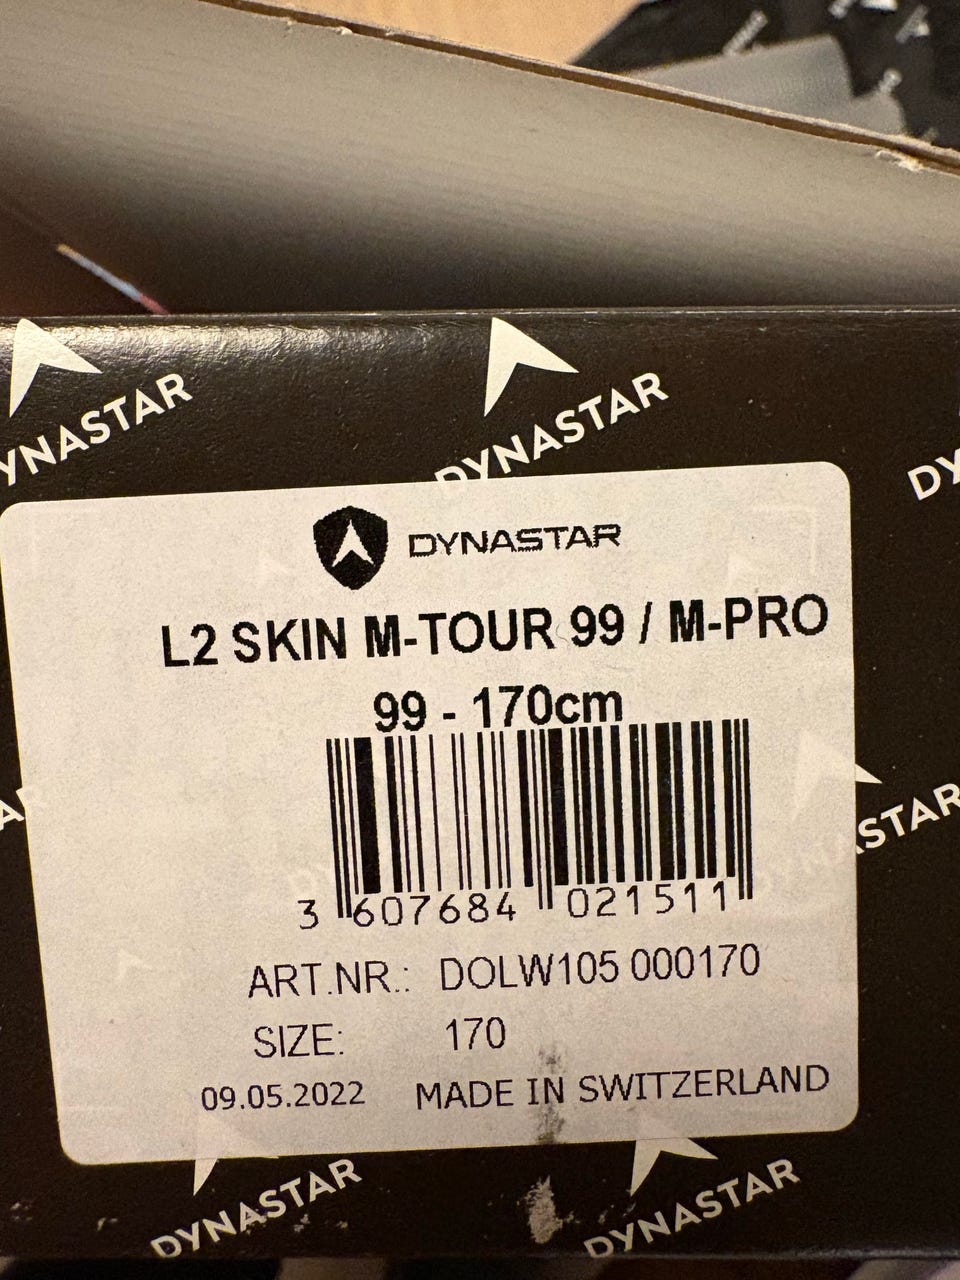 DYNASTAR
DYNASTAR
DYNASTAR
L2 SKIN M-TOUR 99 / M-PRO
99 - 170cm
3 607684 021511
ART.NR.: DOLW105 000170
SIZE: 170
09.05.2022 MADE IN SWITZERLAND
DYNASTAR
DYNASTAR